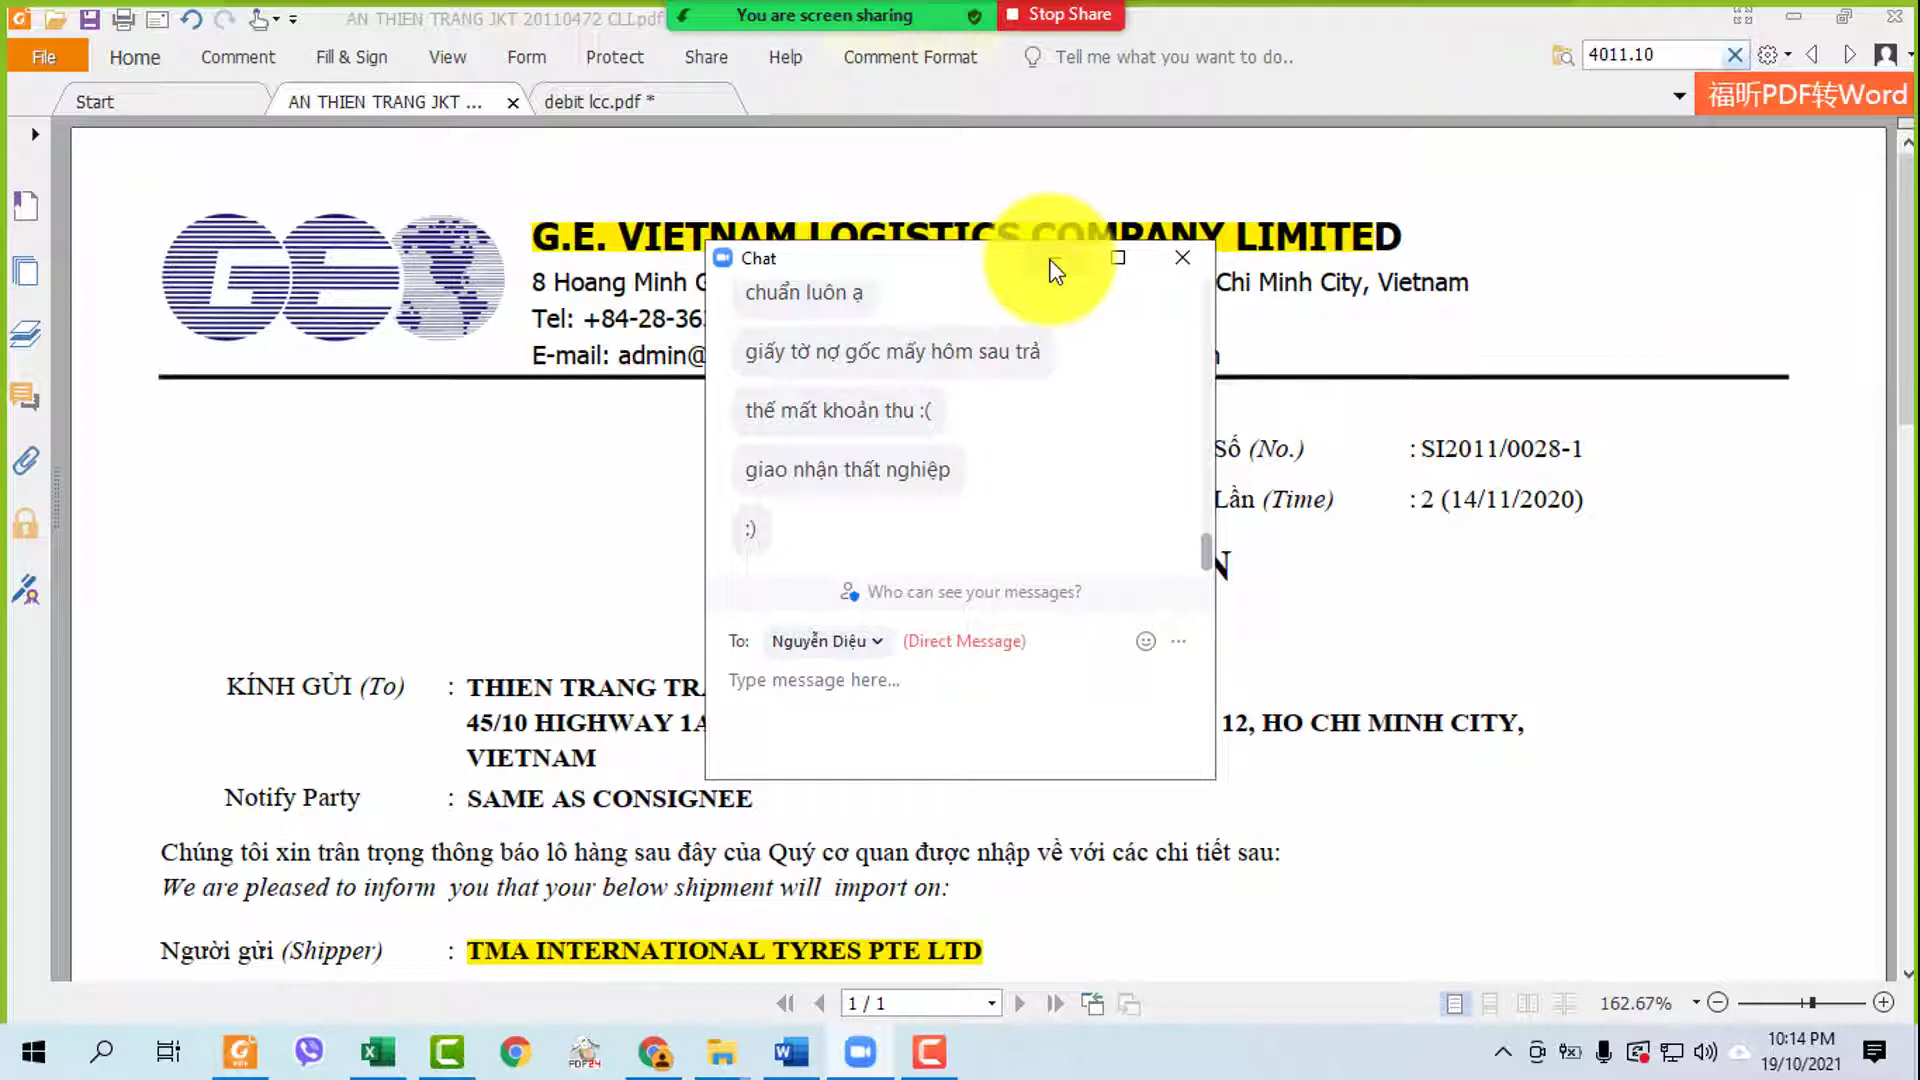 AN THIEN TRANG JKT 20110472 CLL.pdf
You are screen sharing
Stop Share
File
Home
Comment
Fill & Sign
View
Form
Protect
Share
Help
Comment Format
Tell me what you want to do..
4011.10
Start
AN THIEN TRANG JKT ...
debit lcc.pdf *
福昕PDF转Word
G.E. VIETNAM LOGISTICS COMPANY LIMITED
8 Hoang Minh
Chi Minh City, Vietnam
Tel: +84-28-36
E-mail: admin@
Chat
chuẩn luôn ạ
giấy tờ nợ gốc mấy hôm sau trả
thế mất khoản thu :(
giao nhận thất nghiệp
:)
Who can see your messages?
To: Nguyễn Diệu (Direct Message)
Type message here...
Số (No.) : SI2011/0028-1
Lần (Time) : 2 (14/11/2020)
N
KÍNH GỬI (To) : THIEN TRANG
45/10 HIGHWAY 1A
12, HO CHI MINH CITY,
VIETNAM
Notify Party : SAME AS CONSIGNEE
Chúng tôi xin trân trọng thông báo lô hàng sau đây của Quý cơ quan được nhập về với các chi tiết sau:
We are pleased to inform you that your below shipment will import on:
Người gửi (Shipper) : TMA INTERNATIONAL TYRES PTE LTD
1 / 1
162.67%
PDF24
10:14 PM
19/10/2021